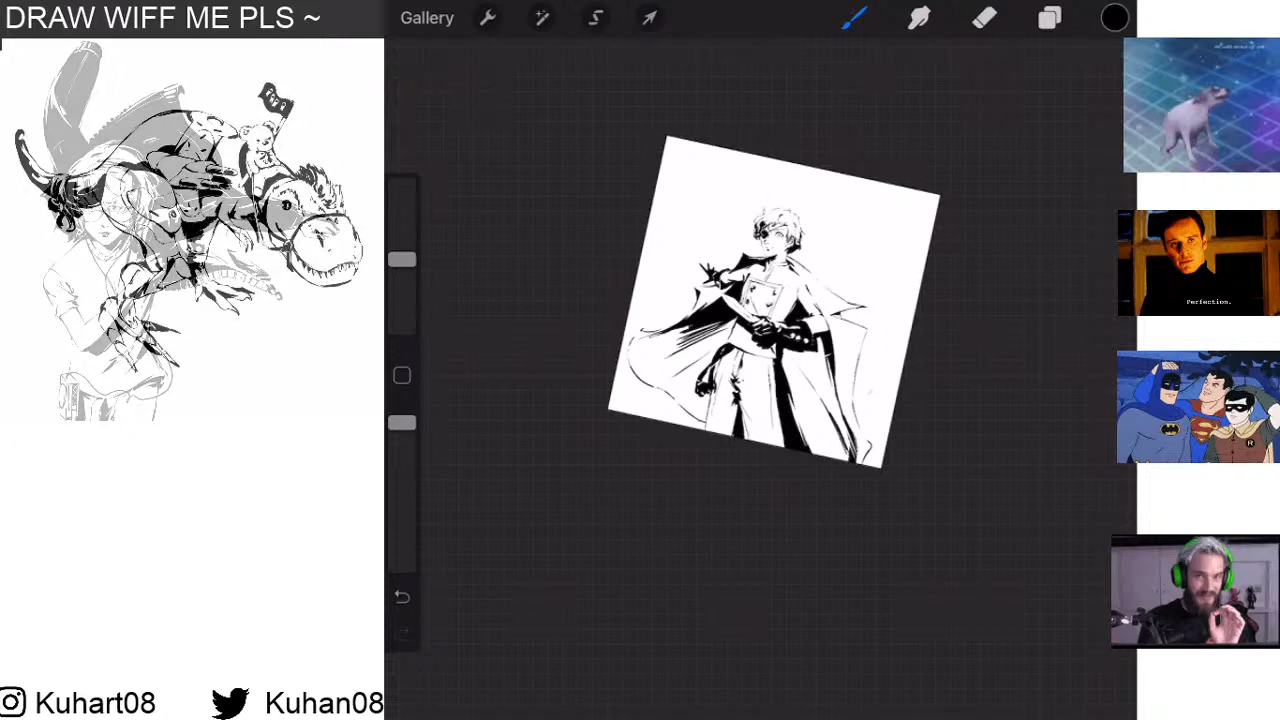 DRAW WIFF ME PLS ~
Gallery
Perfection.
R
Kuhart08
Kuhan08